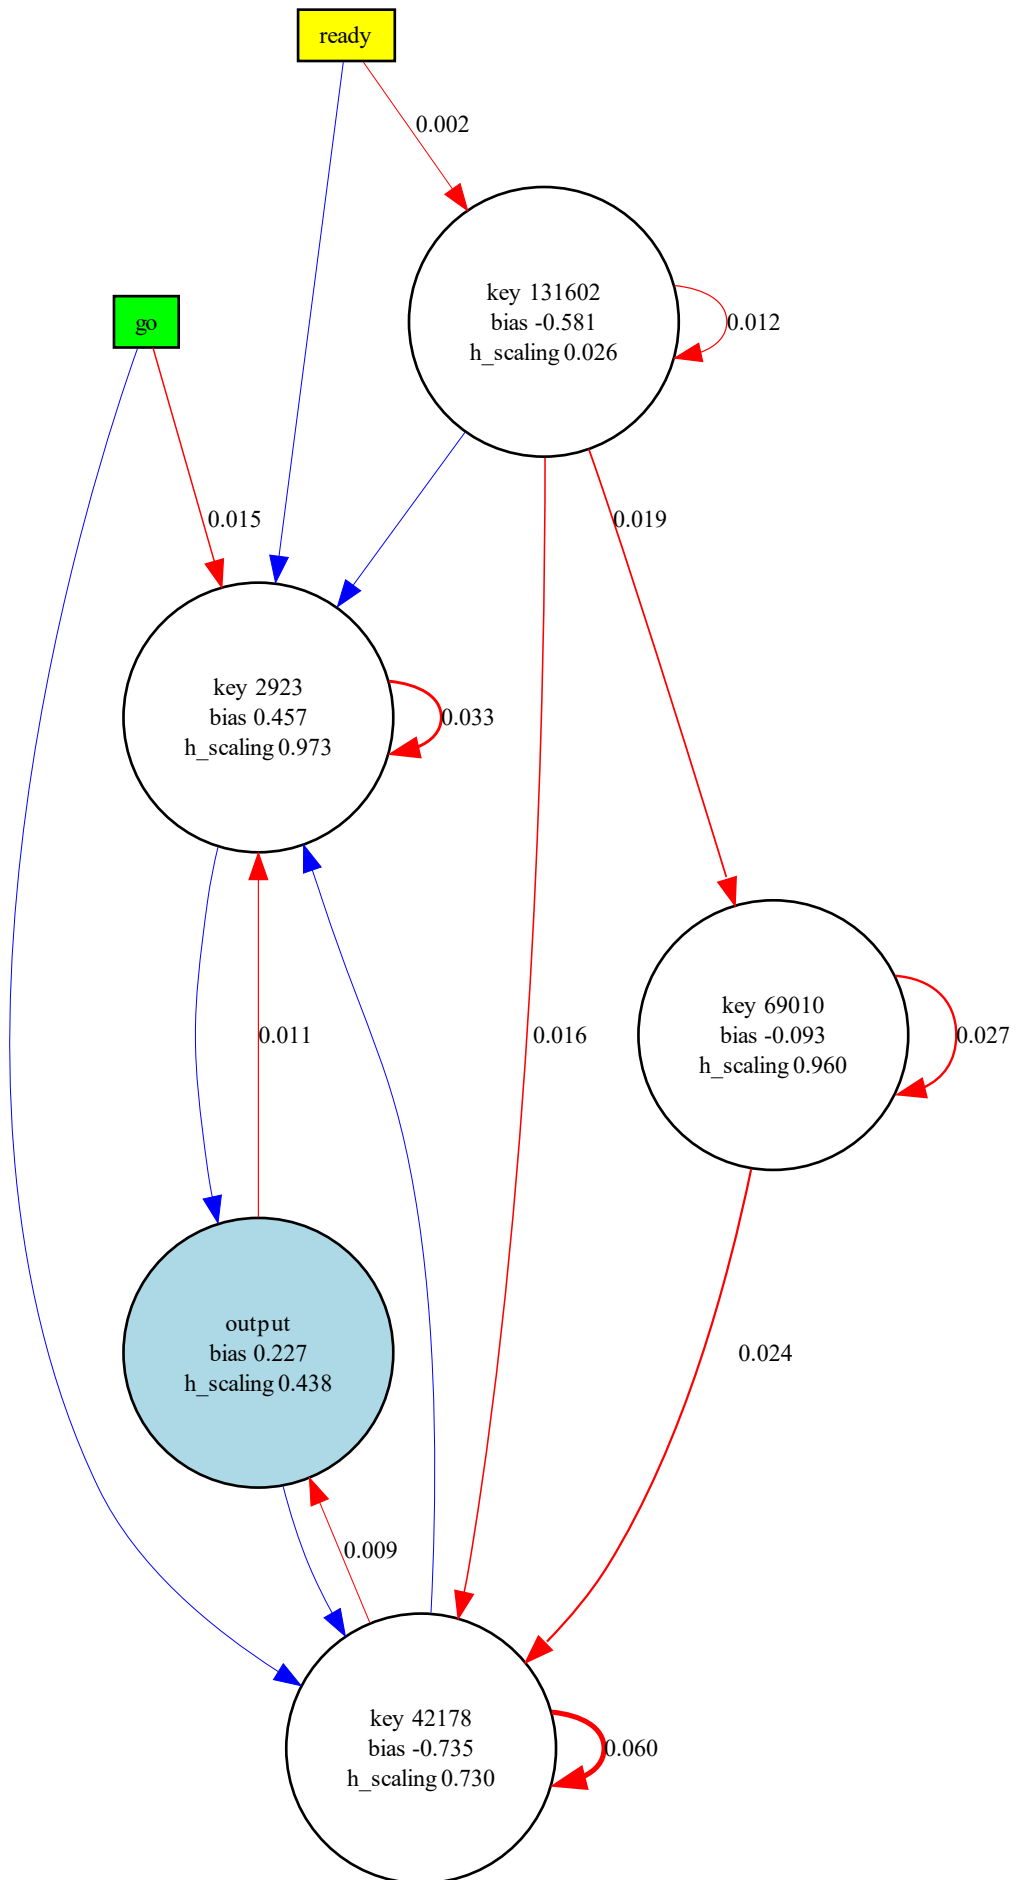 ready
0.002
key 131602
bias -0.581
h_scaling 0.026
0.012
go
0.015
0.019
key 2923
bias 0.457
h_scaling 0.973
0.033
key 69010
bias -0.093
h_scaling 0.960
0.027
0.011
0.016
output
bias 0.227
h_scaling 0.438
0.024
0.009
key 42178
bias -0.735
h_scaling 0.730
0.060